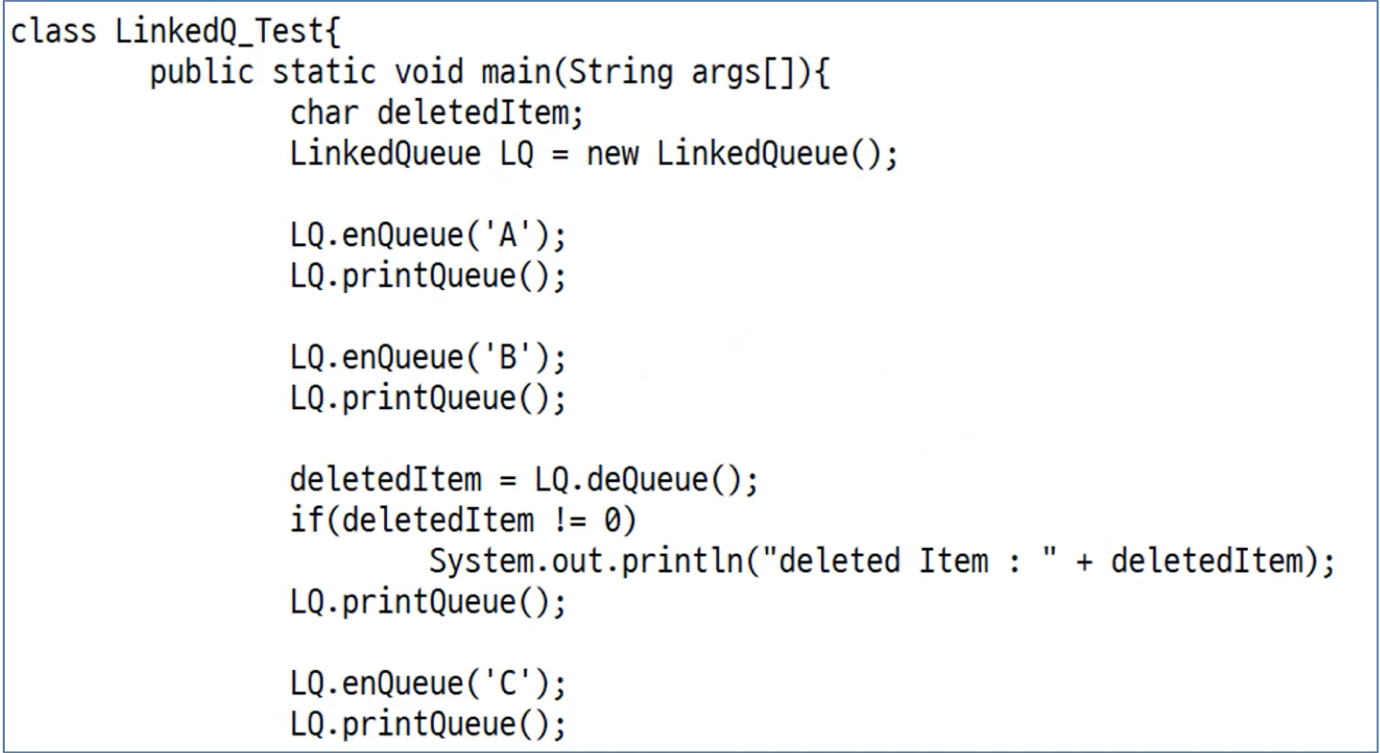 class LinkedQ_Test{
public static void main(String args[]){
char deletedItem;
LinkedQueue LQ = new LinkedQueue();
LQ.enQueue('A');
LQ.printQueue();
LQ.enQueue('B');
LQ.printQueue();
deletedItem = LQ.deQueue();
if(deletedItem != 0)
System.out.println("deleted Item : " + deletedItem);
LQ.printQueue();
LQ.enQueue('C');
LQ.printQueue();